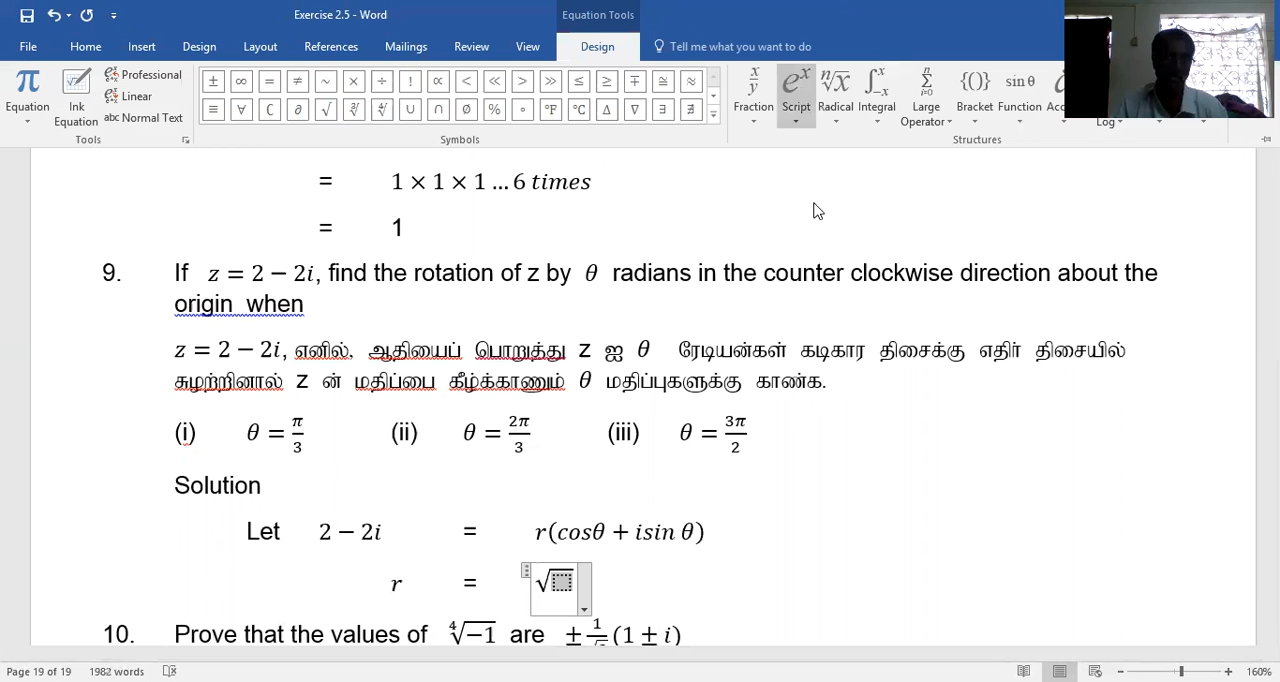 Exercise 2.5 - Word
Equation Tools
File Home Insert Design Layout References Mailings Review View Design Tell me what you want to do
Equation
Ink Equation
Professional
Linear
abc Normal Text
± ∞ = ≠ ~ × ÷ ! ∝ < ≪ > ≫ ≤ ≥ ∓ ≅ ≈
≡ ∀ ∁ ∂ √ ∛ ∜ ∪ ∩ ∅ % ° °F °C ∆ ∇ ∃ ∄
Fraction Script Radical Integral Large Operator Bracket Function
Tools Symbols Structures
= 1 × 1 × 1 … 6 times
= 1
9. If z = 2 − 2i, find the rotation of z by θ radians in the counter clockwise direction about the
origin when
z = 2 − 2i, எனில், ஆதியைப் பொறுத்து z ஐ θ ரேடியன்கள் கடிகார திசைக்கு எதிர் திசையில்
சுழற்றினால் z ன் மதிப்பை கீழ்க்காணும் θ மதிப்புகளுக்கு காண்க.
(i) θ = π/3 (ii) θ = 2π/3 (iii) θ = 3π/2
Solution
Let 2 − 2i = r(cosθ + isin θ)
r = √
10. Prove that the values of ∜−1 are ± 1/√ (1 ± i)
Page 19 of 19 1982 words 160%